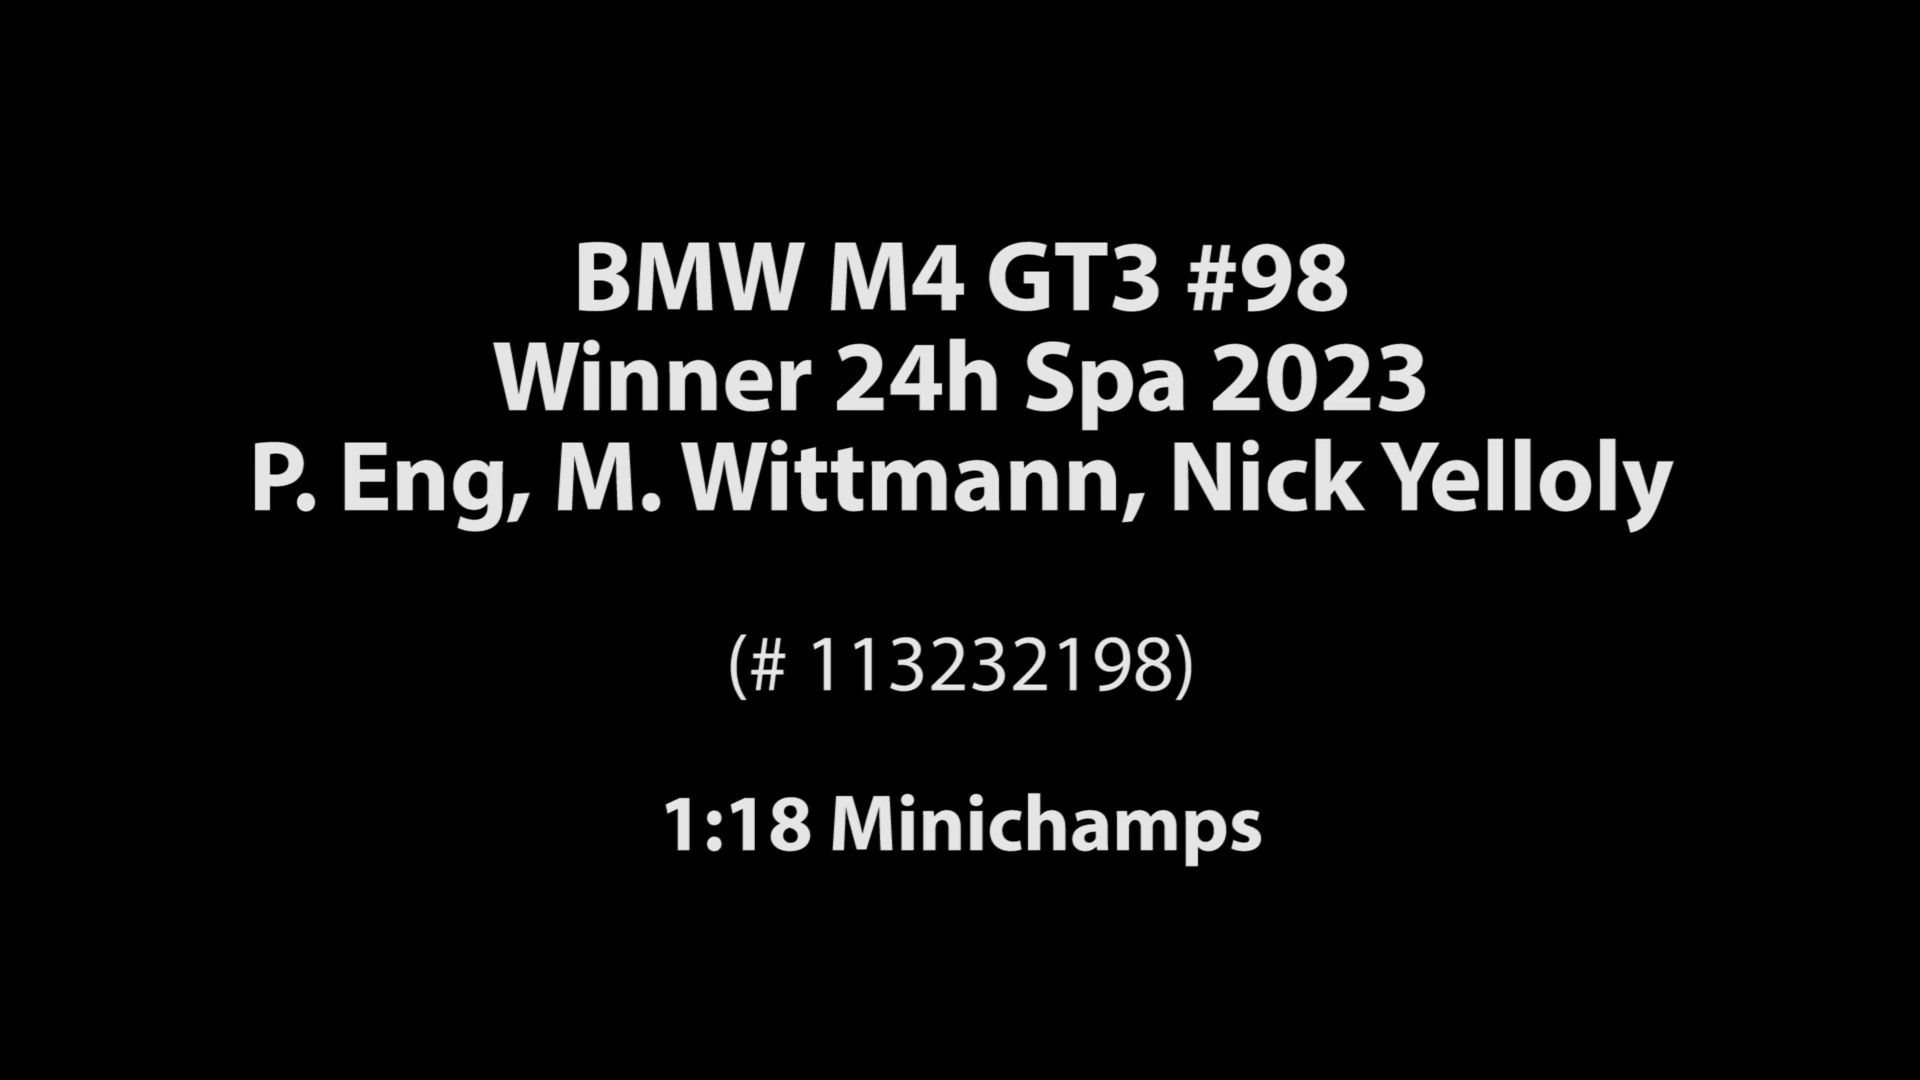 BMW M4 GT3 #98
Winner 24h Spa 2023
P. Eng, M. Wittmann, Nick Yelloly
(# 113232198)
1:18 Minichamps